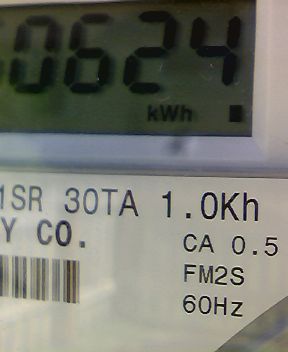 0624
kWh
1SR 30TA 1.0Kh
Y CO.
CA 0.5
FM2S
60Hz